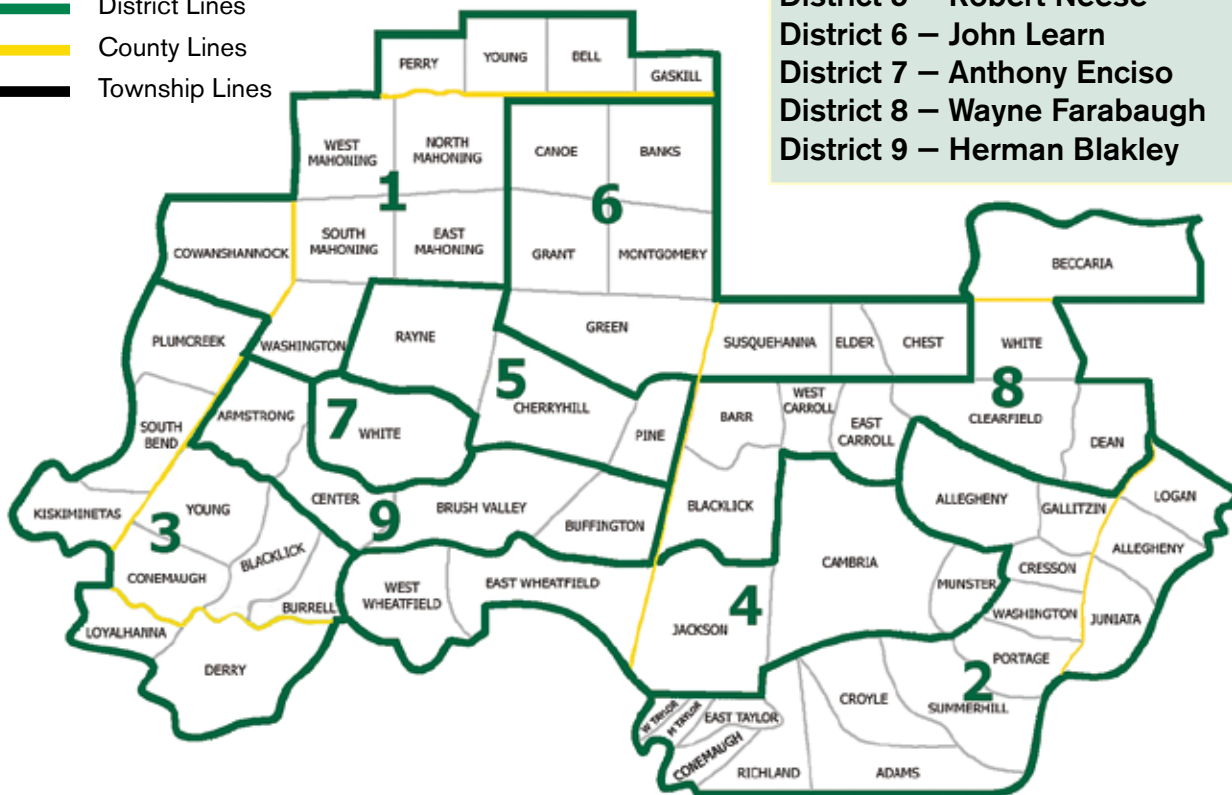 District Lines
County Lines
Township Lines
District 5 – Robert Neese
District 6 – John Learn
District 7 – Anthony Enciso
District 8 – Wayne Farabaugh
District 9 – Herman Blakley
PERRY
YOUNG
BELL
GASKILL
WEST
MAHONING
NORTH
MAHONING
CANOE
BANKS
1
6
SOUTH
MAHONING
EAST
MAHONING
GRANT
MONTGOMERY
COWANSHANNOCK
BECCARIA
PLUMCREEK
WASHINGTON
RAYNE
GREEN
SUSQUEHANNA
ELDER
CHEST
WHITE
5
8
ARMSTRONG
7
WHITE
CHERRYHILL
PINE
BARR
WEST
CARROLL
EAST
CARROLL
CLEARFIELD
DEAN
SOUTH
BEND
KISKIMINETAS
YOUNG
3
CENTER
9
BRUSH VALLEY
BUFFINGTON
BLACKLICK
ALLEGHENY
GALLITZIN
LOGAN
ALLEGHENY
CONEMAUGH
BLACKLICK
BURRELL
WEST
WHEATFIELD
EAST WHEATFIELD
CAMBRIA
MUNSTER
CRESSON
WASHINGTON
JUNIATA
4
JACKSON
LOYALHANNA
DERRY
PORTAGE
2
CROYLE
SUMMERHILL
W TAYLOR
M TAYLOR
EAST TAYLOR
CONEMAUGH
RICHLAND
ADAMS